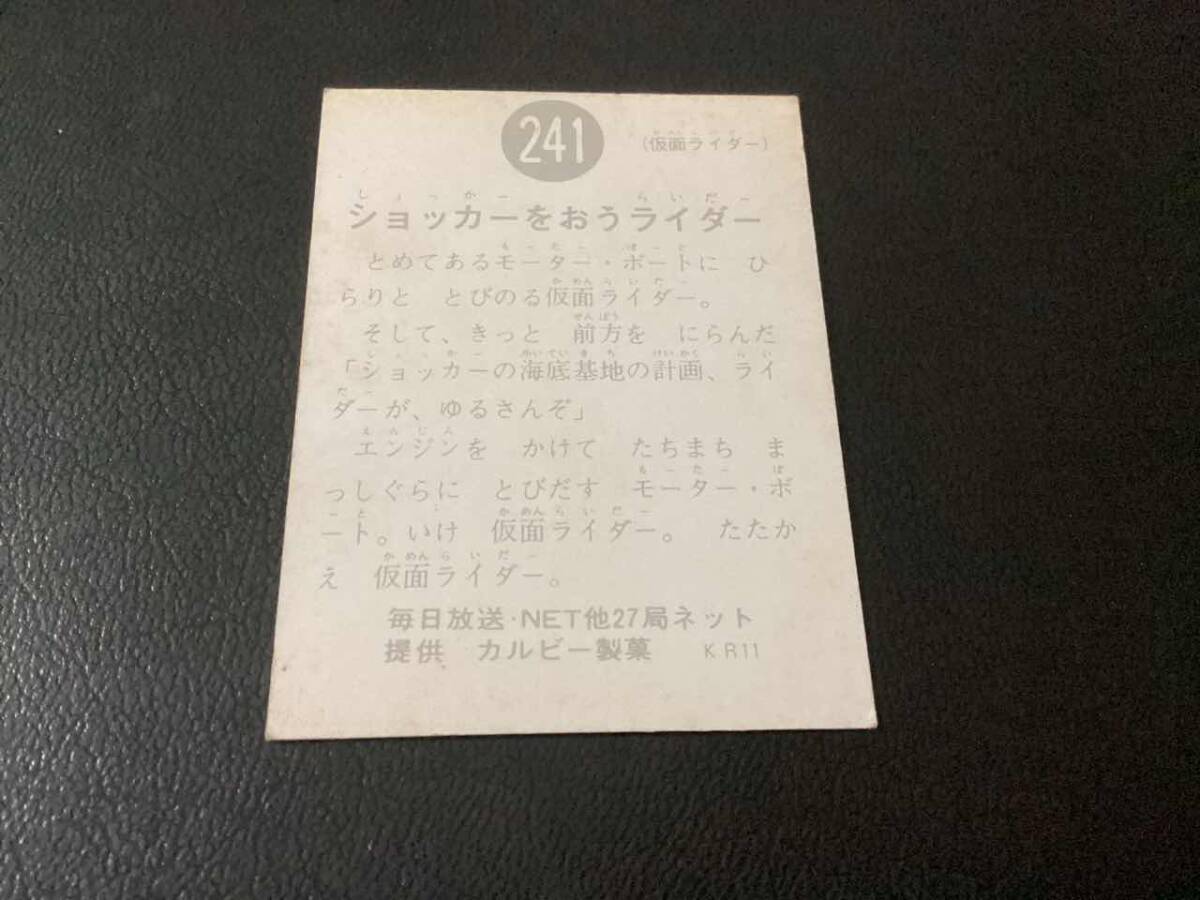 241
(仮面ライダー)
ショッカーをおうライダー
とめてあるモーター・ボートに ひ
らりと とびのる仮面ライダー。
そして、きっと 前方を にらんだ
「ショッカーの海底基地の計画、ライ
ダーが、ゆるさんぞ」
エンジンを かけて たちまち ま
っしぐらに とびだす モーター・ボ
ート。いけ 仮面ライダー。 たたか
え 仮面ライダー。
毎日放送・NET他27局ネット
提供 カルビー製菓 K.R11